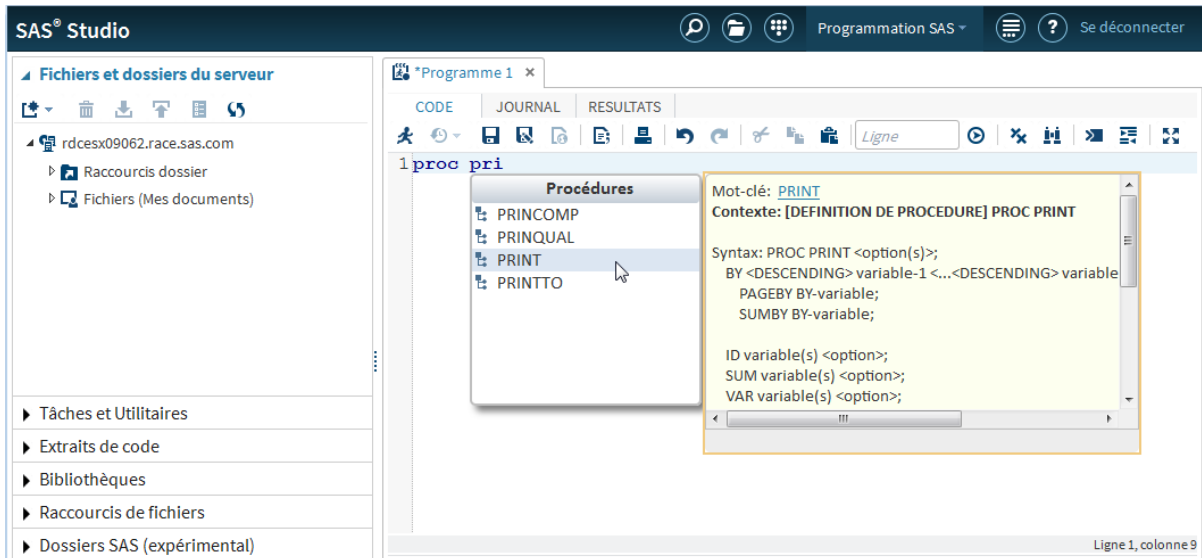 SAS® Studio
Programmation SAS
Se déconnecter
Fichiers et dossiers du serveur
rdcesx09062.race.sas.com
Raccourcis dossier
Fichiers (Mes documents)
Tâches et Utilitaires
Extraits de code
Bibliothèques
Raccourcis de fichiers
Dossiers SAS (expérimental)
*Programme 1
CODE JOURNAL RESULTATS
Ligne
1 proc pri
Procédures
PRINCOMP
PRINQUAL
PRINT
PRINTTO
Mot-clé: PRINT
Contexte: [DEFINITION DE PROCEDURE] PROC PRINT
Syntax: PROC PRINT <option(s)>;
BY <DESCENDING> variable-1 <...<DESCENDING> variable
PAGEBY BY-variable;
SUMBY BY-variable;
ID variable(s) <option>;
SUM variable(s) <option>;
VAR variable(s) <option>;
Ligne 1, colonne 9